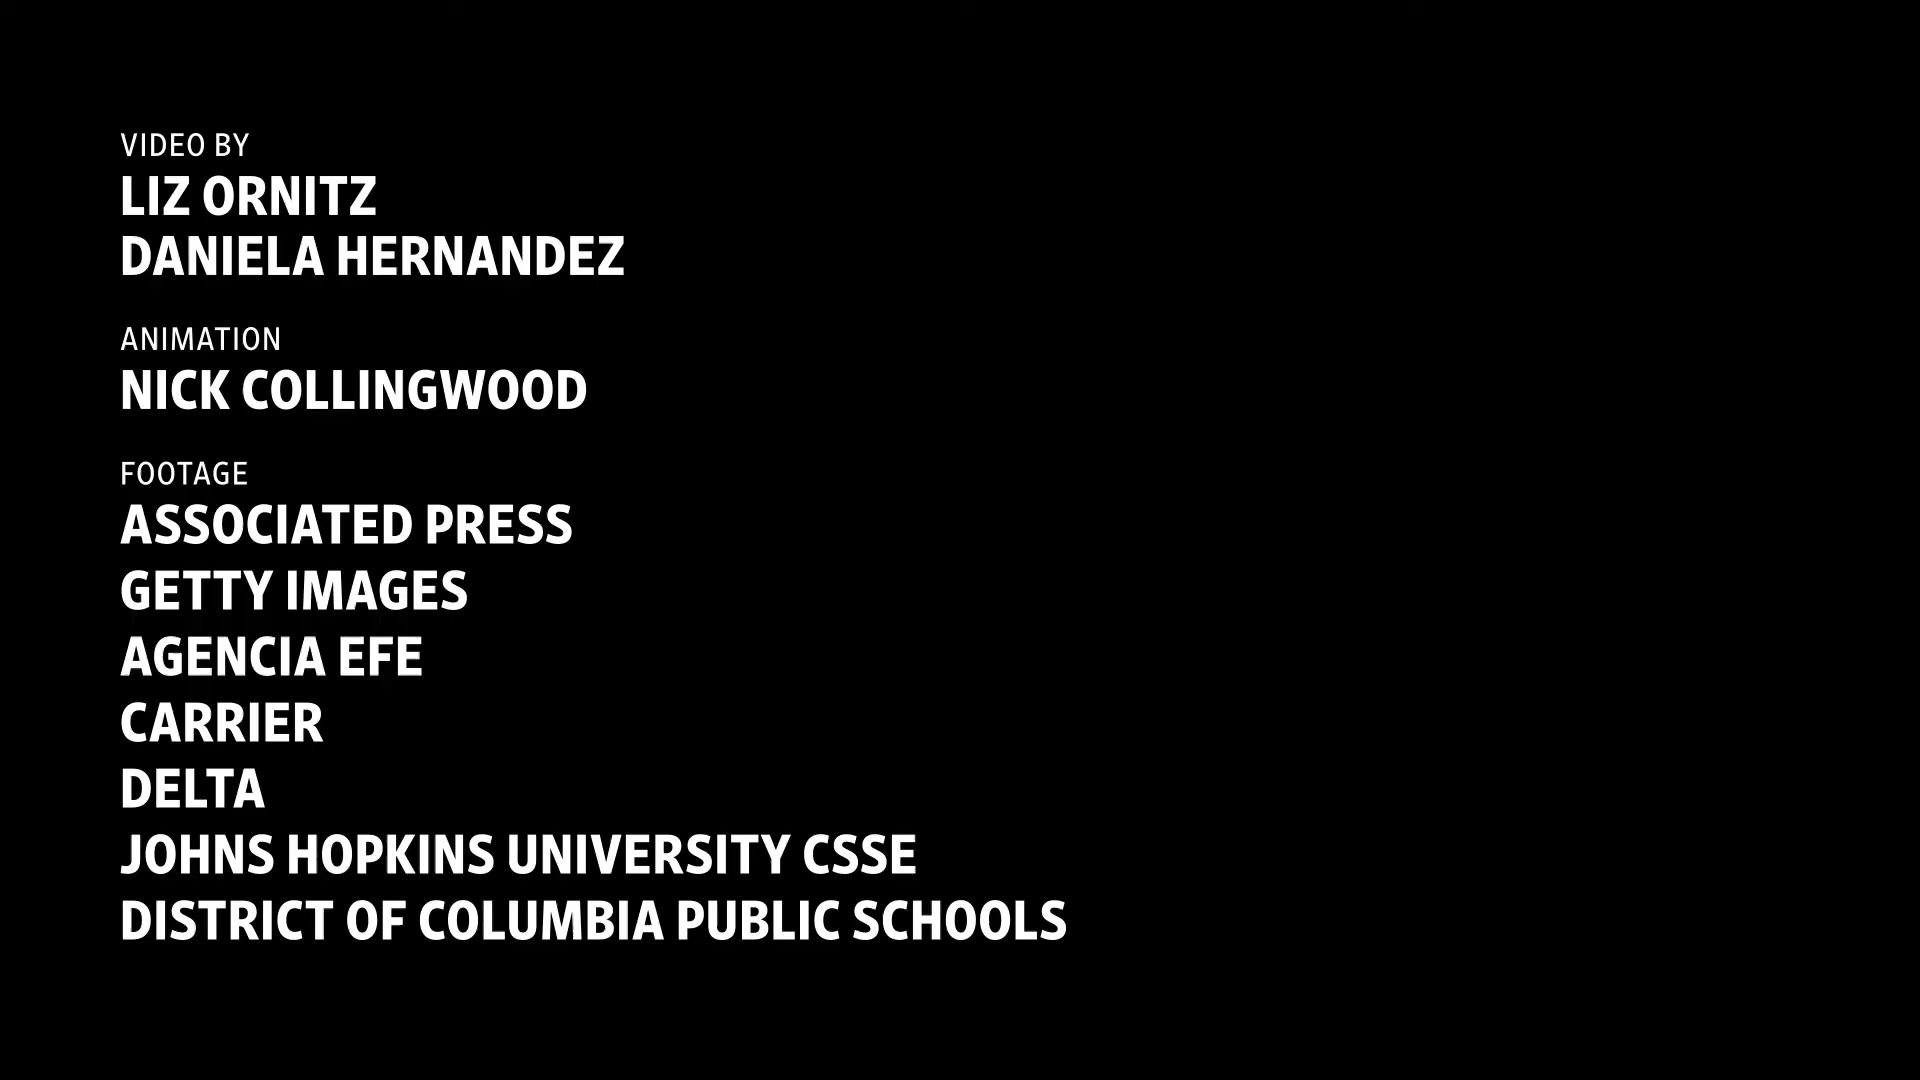 VIDEO BY
LIZ ORNITZ
DANIELA HERNANDEZ
ANIMATION
NICK COLLINGWOOD
FOOTAGE
ASSOCIATED PRESS
GETTY IMAGES
AGENCIA EFE
CARRIER
DELTA
JOHNS HOPKINS UNIVERSITY CSSE
DISTRICT OF COLUMBIA PUBLIC SCHOOLS